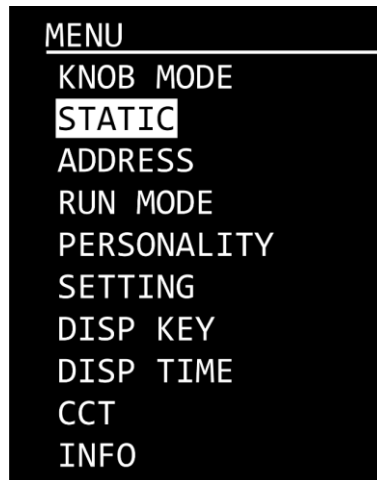 MENU
KNOB MODE
STATIC
ADDRESS
RUN MODE
PERSONALITY
SETTING
DISP KEY
DISP TIME
CCT
INFO